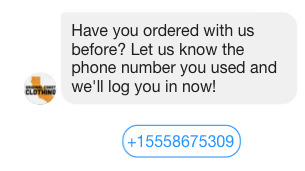 Have you ordered with us
before? Let us know the
phone number you used and
we'll log you in now!
CLOTHING
+15558675309